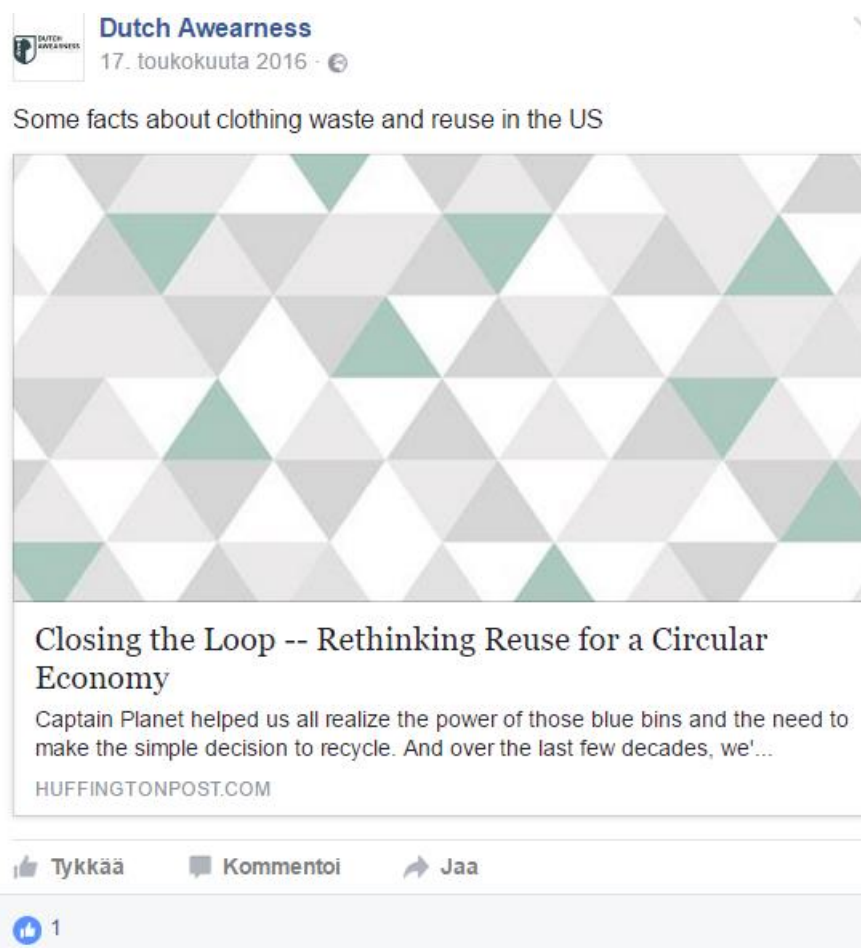 DUTCH
AWEARNESS
Dutch Awearness
17. toukokuuta 2016 ·
Some facts about clothing waste and reuse in the US
Closing the Loop -- Rethinking Reuse for a Circular
Economy
Captain Planet helped us all realize the power of those blue bins and the need to
make the simple decision to recycle. And over the last few decades, we'...
HUFFINGTONPOST.COM
Tykkää Kommentoi Jaa
1